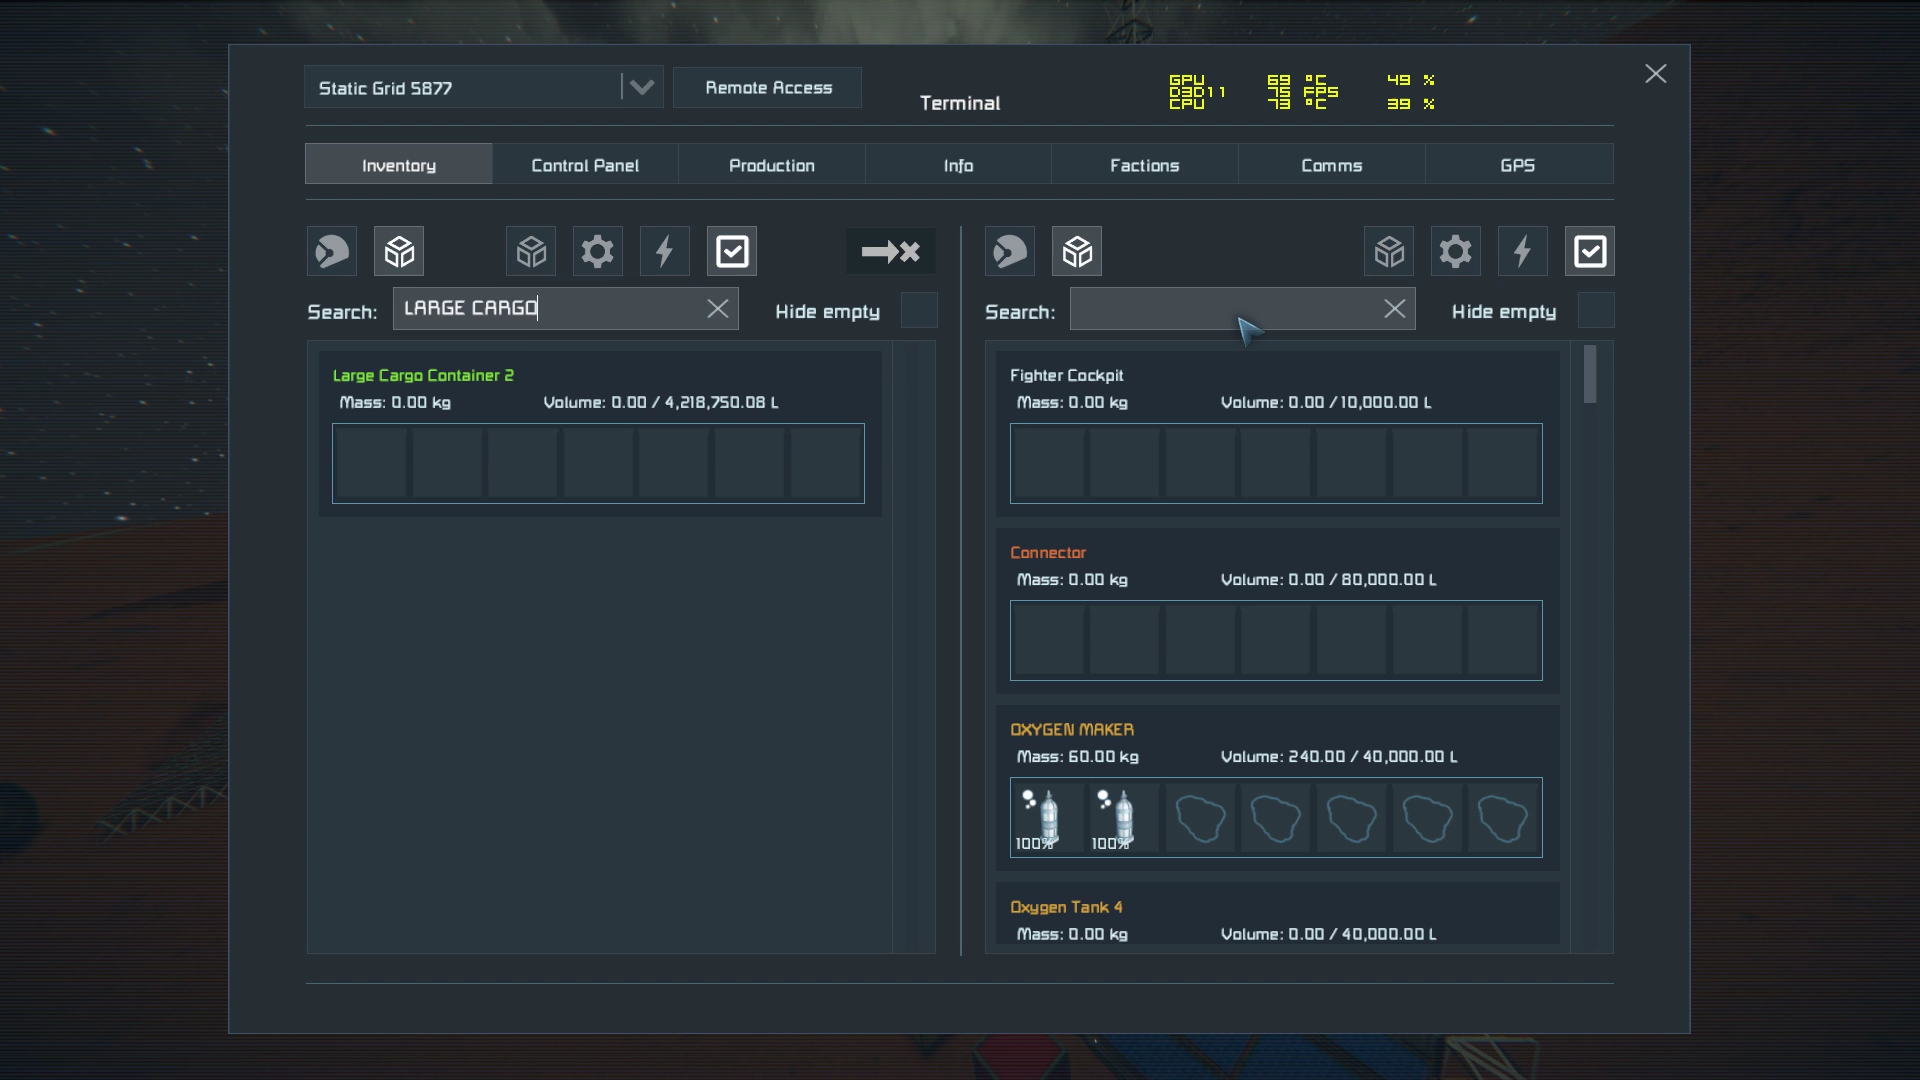 Static Grid 5877
Remote Access
Terminal
GPU 69 °C 49 %
D3D11 75 FPS
CPU 73 °C 39 %
Inventory
Control Panel
Production
Info
Factions
Comms
GPS
Search: LARGE CARGO
Hide empty
Large Cargo Container 2
Mass: 0.00 kg Volume: 0.00 / 4,218,750.08 L
Search:
Hide empty
Fighter Cockpit
Mass: 0.00 kg Volume: 0.00 / 10,000.00 L
Connector
Mass: 0.00 kg Volume: 0.00 / 80,000.00 L
OXYGEN MAKER
Mass: 60.00 kg Volume: 240.00 / 40,000.00 L
100% 100%
Oxygen Tank 4
Mass: 0.00 kg Volume: 0.00 / 40,000.00 L